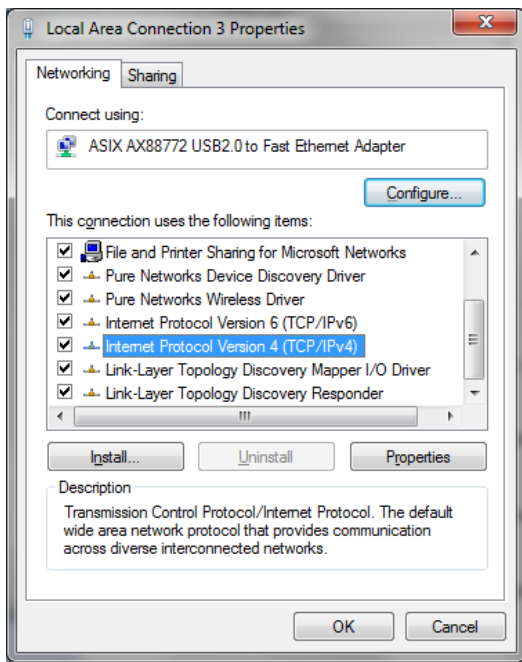 Local Area Connection 3 Properties
Networking
Sharing
Connect using:
ASIX AX88772 USB2.0 to Fast Ethernet Adapter
Configure...
This connection uses the following items:
File and Printer Sharing for Microsoft Networks
Pure Networks Device Discovery Driver
Pure Networks Wireless Driver
Internet Protocol Version 6 (TCP/IPv6)
Internet Protocol Version 4 (TCP/IPv4)
Link-Layer Topology Discovery Mapper I/O Driver
Link-Layer Topology Discovery Responder
Install...
Uninstall
Properties
Description
Transmission Control Protocol/Internet Protocol. The default
wide area network protocol that provides communication
across diverse interconnected networks.
OK
Cancel